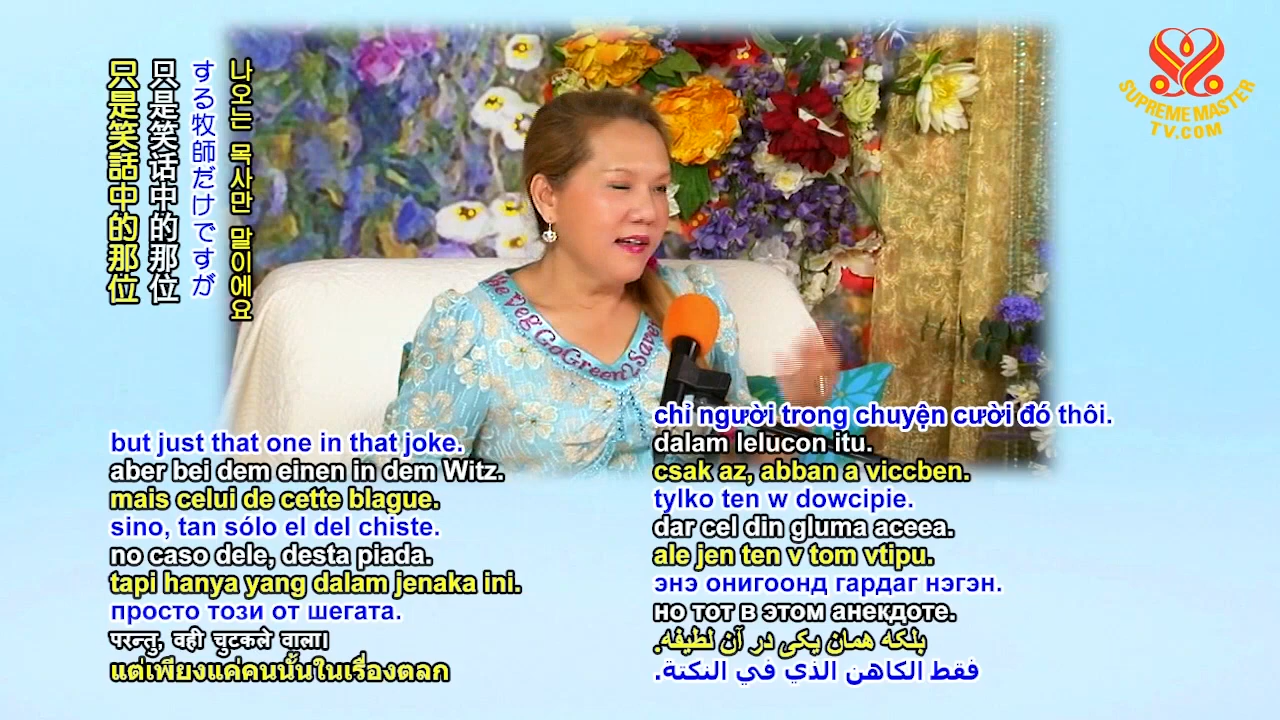 SUPREME MASTER
TV.COM
나오는 목사만 말이에요
する牧師だけですが
只是笑话中的那位
只是笑話中的那位
the Veg GoGreen2Save
but just that one in that joke.
aber bei dem einen in dem Witz.
mais celui de cette blague.
sino, tan sólo el del chiste.
no caso dele, desta piada.
tapi hanya yang dalam jenaka ini.
просто този от шегата.
परन्तु, वही चुटकले वाला।
แต่เพียงแค่คนนั้นในเรื่องตลก
chỉ người trong chuyện cười đó thôi.
dalam lelucon itu.
csak az, abban a viccben.
tylko ten w dowcipie.
dar cel din gluma aceea.
ale jen ten v tom vtipu.
энэ онигоонд гардаг нэгэн.
но тот в этом анекдоте.
بلکه همان یکی در آن لطیفه.
فقط الكاهن الذي في النكتة.